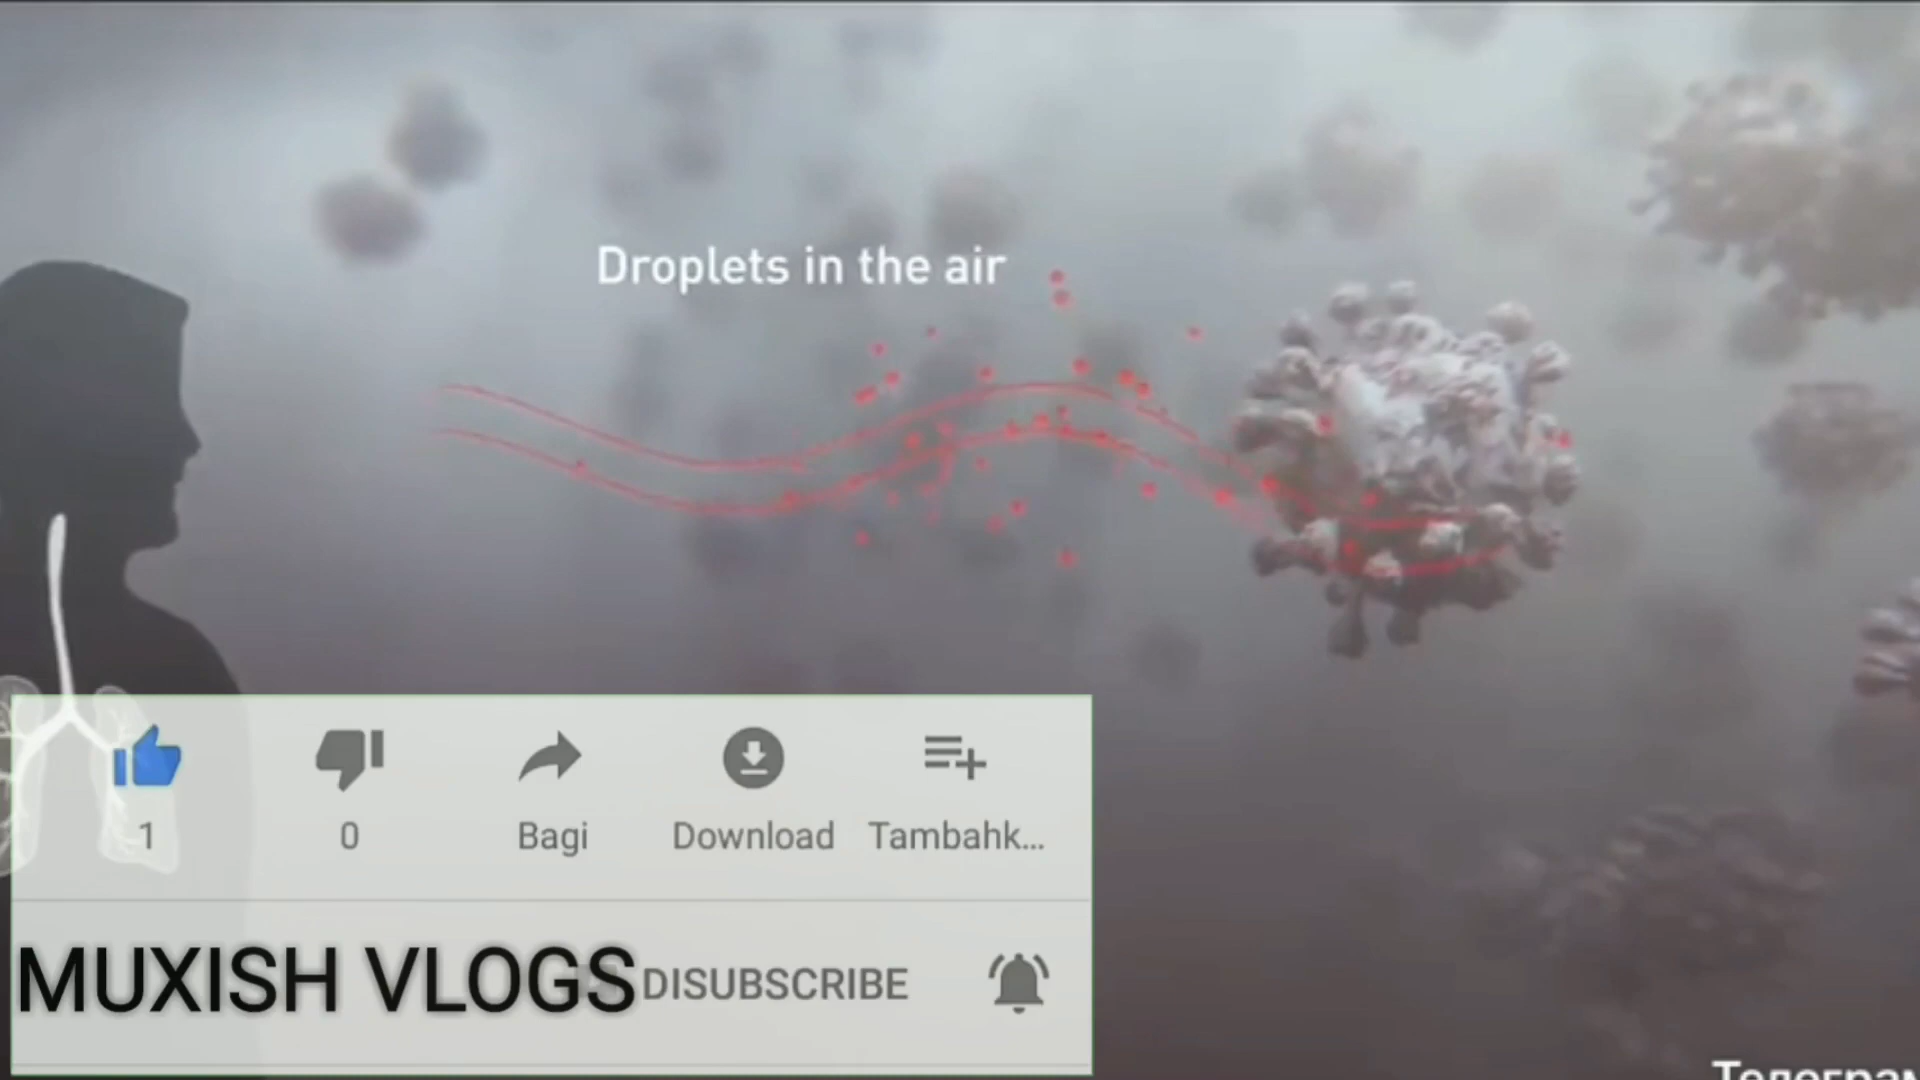 Droplets in the air
1
0
Bagi
Download
Tambahk...
MUXISH VLOGS
DISUBSCRIBE